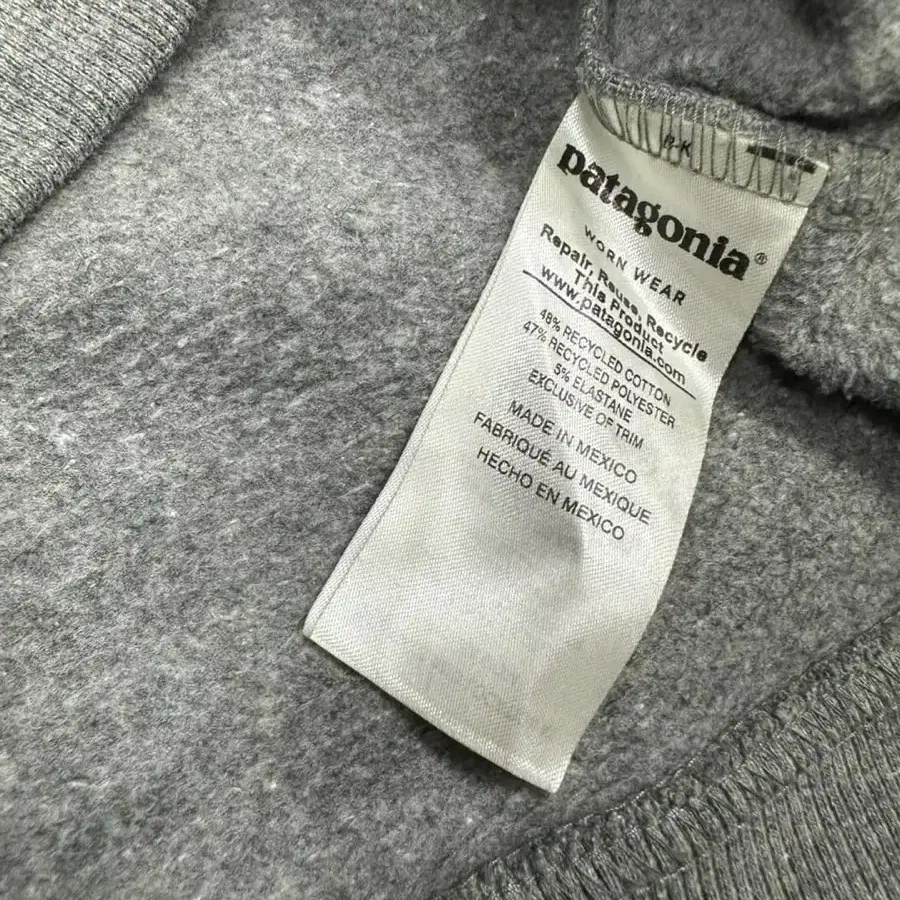 patagonia®
WORN WEAR
Repair, Reuse, Recycle
This Product
www.patagonia.com
48% RECYCLED COTTON
47% RECYCLED POLYESTER
5% ELASTANE
EXCLUSIVE OF TRIM
MADE IN MEXICO
FABRIQUÉ AU MEXIQUE
HECHO EN MEXICO